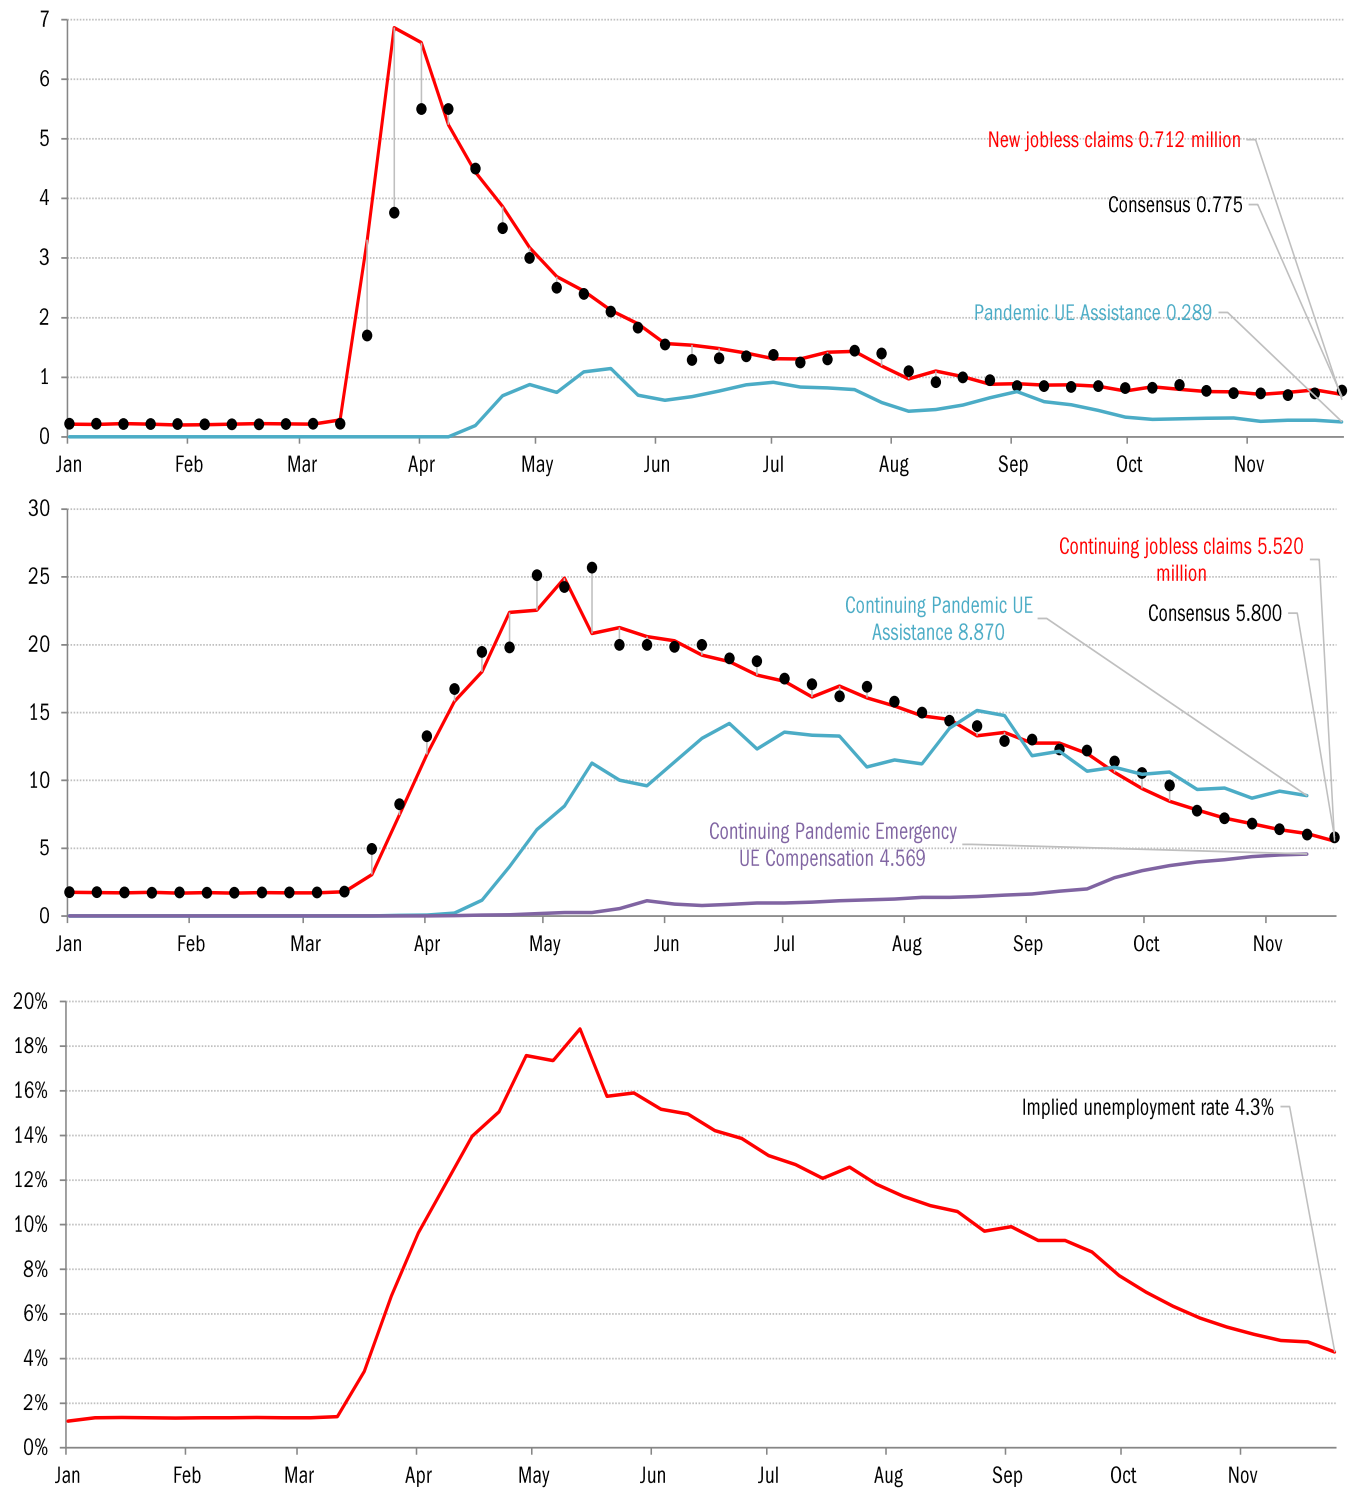 7
6
5
4
3
2
1
0
New jobless claims 0.712 million
Consensus 0.775
Pandemic UE Assistance 0.289
Jan Feb Mar Apr May Jun Jul Aug Sep Oct Nov
30
25
20
15
10
5
0
Continuing jobless claims 5.520
million
Continuing Pandemic UE
Assistance 8.870
Consensus 5.800
Continuing Pandemic Emergency
UE Compensation 4.569
Jan Feb Mar Apr May Jun Jul Aug Sep Oct Nov
20%
18%
16%
14%
12%
10%
8%
6%
4%
2%
0%
Implied unemployment rate 4.3%
Jan Feb Mar Apr May Jun Jul Aug Sep Oct Nov